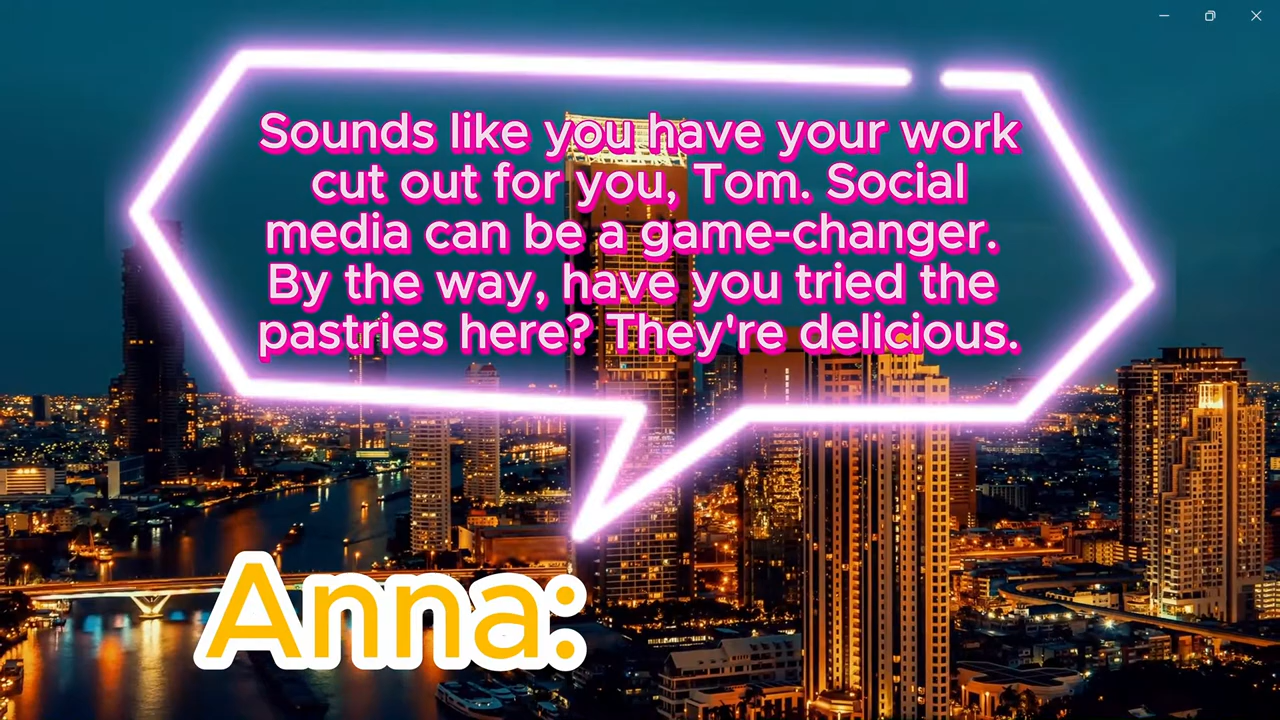 Sounds like you have your work
cut out for you, Tom. Social
media can be a game-changer.
By the way, have you tried the
pastries here? They're delicious.
Anna: